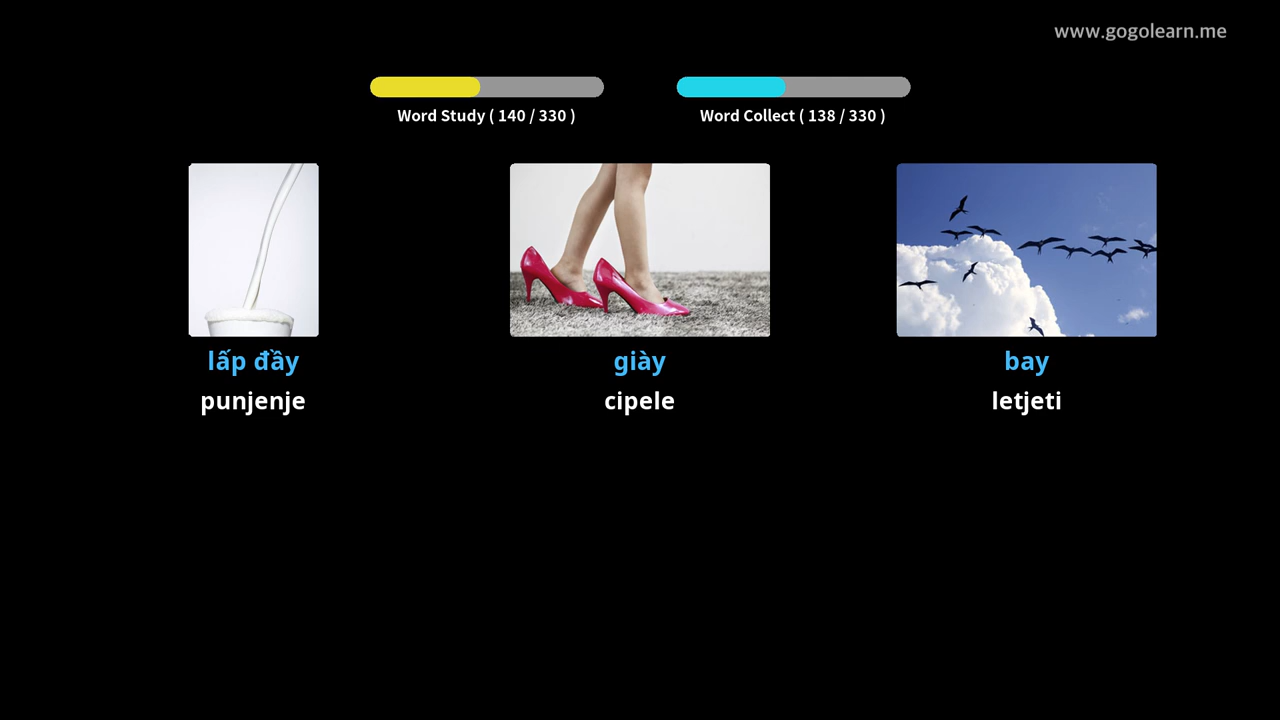 www.gogolearn.me
Word Study ( 140 / 330 )
Word Collect ( 138 / 330 )
lấp đầy
giày
bay
punjenje
cipele
letjeti